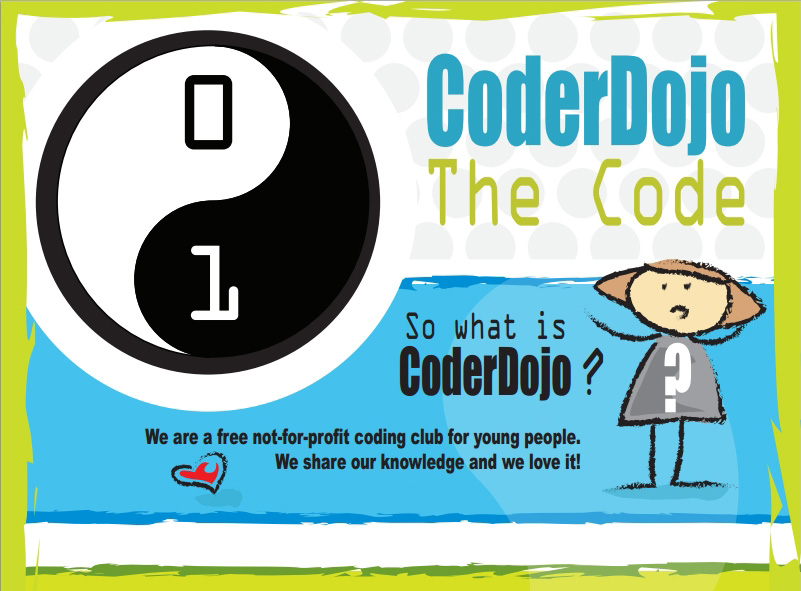 0
1
CoderDojo
The Code
So what is
CoderDojo ?
?
We are a free not-for-profit coding club for young people.
We share our knowledge and we love it!